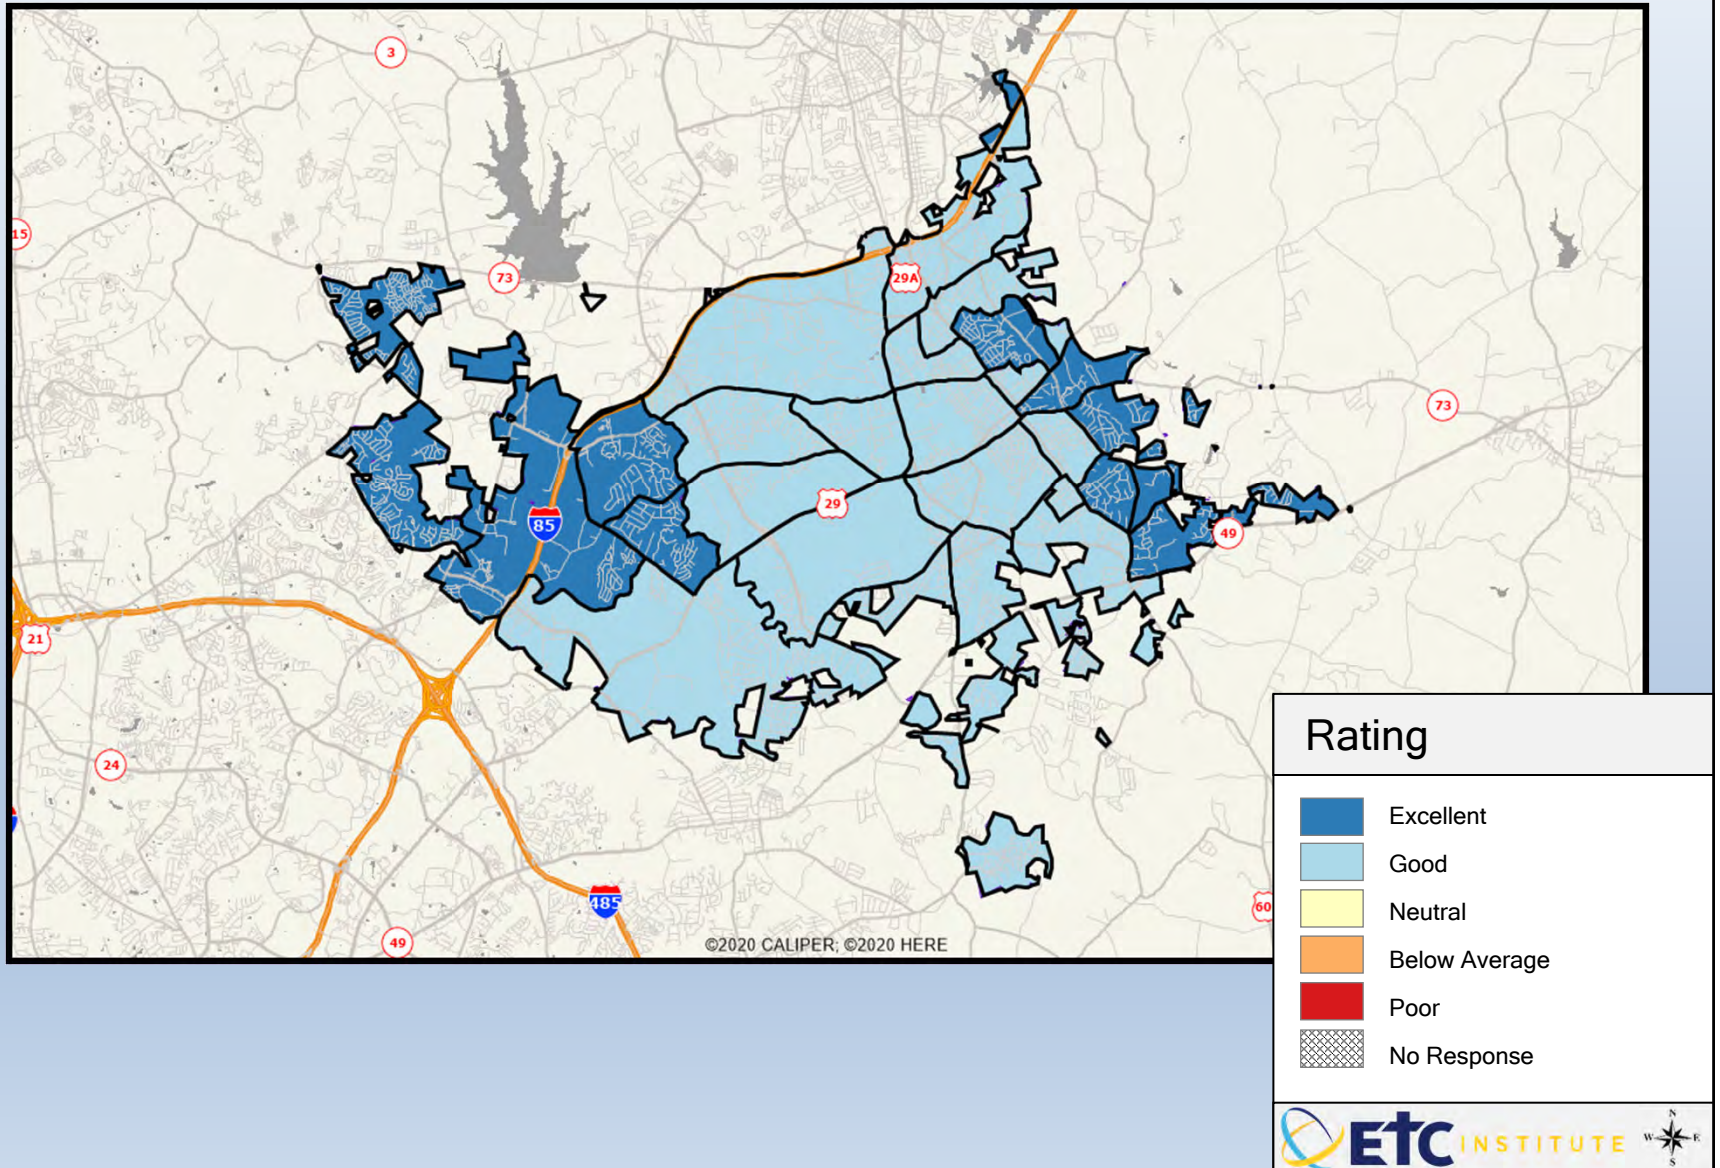 3
15
73
29A
73
29
85
49
21
24
485
49
60
©2020 CALIPER; ©2020 HERE
Rating
Excellent
Good
Neutral
Below Average
Poor
No Response
ETC INSTITUTE
N
W E
S